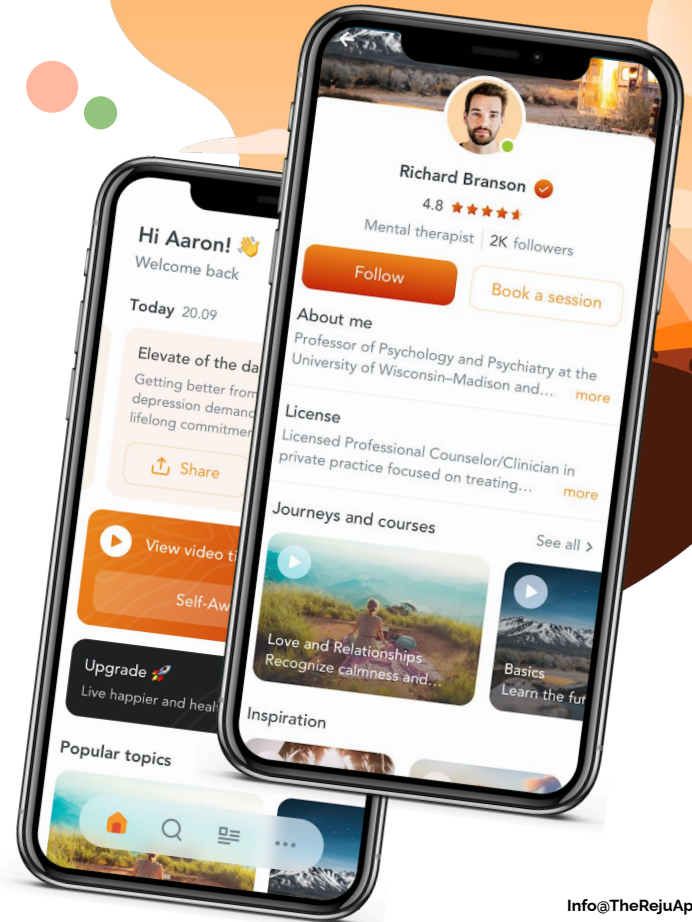 Hi Aaron! 👋
Welcome back
Today 20.09
Elevate of the da
Getting better from
depression demand
lifelong commitmen
Share
View video ti
Self-Aw
Upgrade 🚀
Live happier and heal
Popular topics
Richard Branson
4.8
Mental therapist | 2K followers
Follow
Book a session
About me
Professor of Psychology and Psychiatry at the
University of Wisconsin–Madison and... more
License
Licensed Professional Counselor/Clinician in
private practice focused on treating... more
Journeys and courses
See all >
Love and Relationships
Recognize calmness and...
Basics
Learn the fur
Inspiration
Info@TheRejuAp